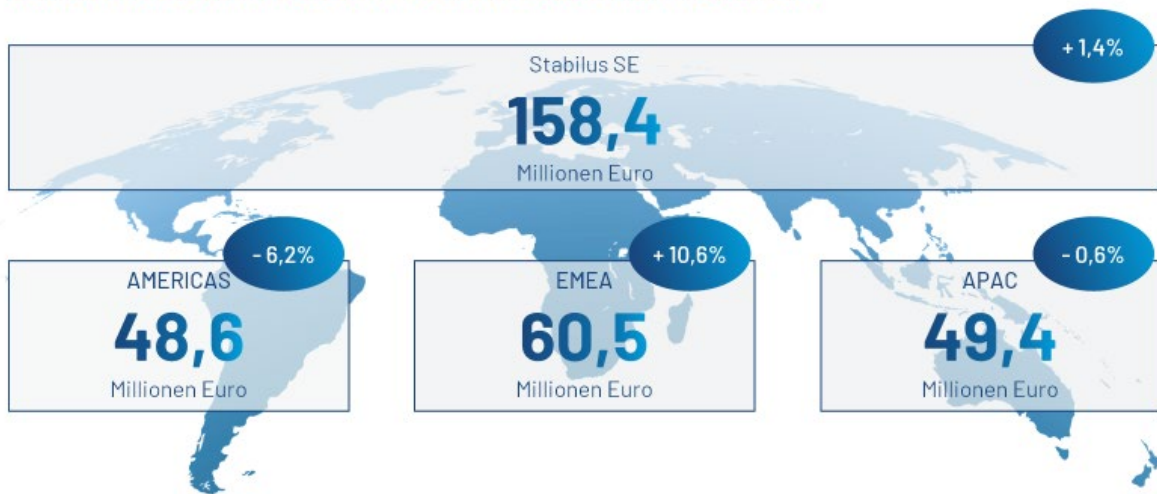 + 1,4%
Stabilus SE
158,4
Millionen Euro
- 6,2%
AMERICAS
48,6
Millionen Euro
+ 10,6%
EMEA
60,5
Millionen Euro
- 0,6%
APAC
49,4
Millionen Euro